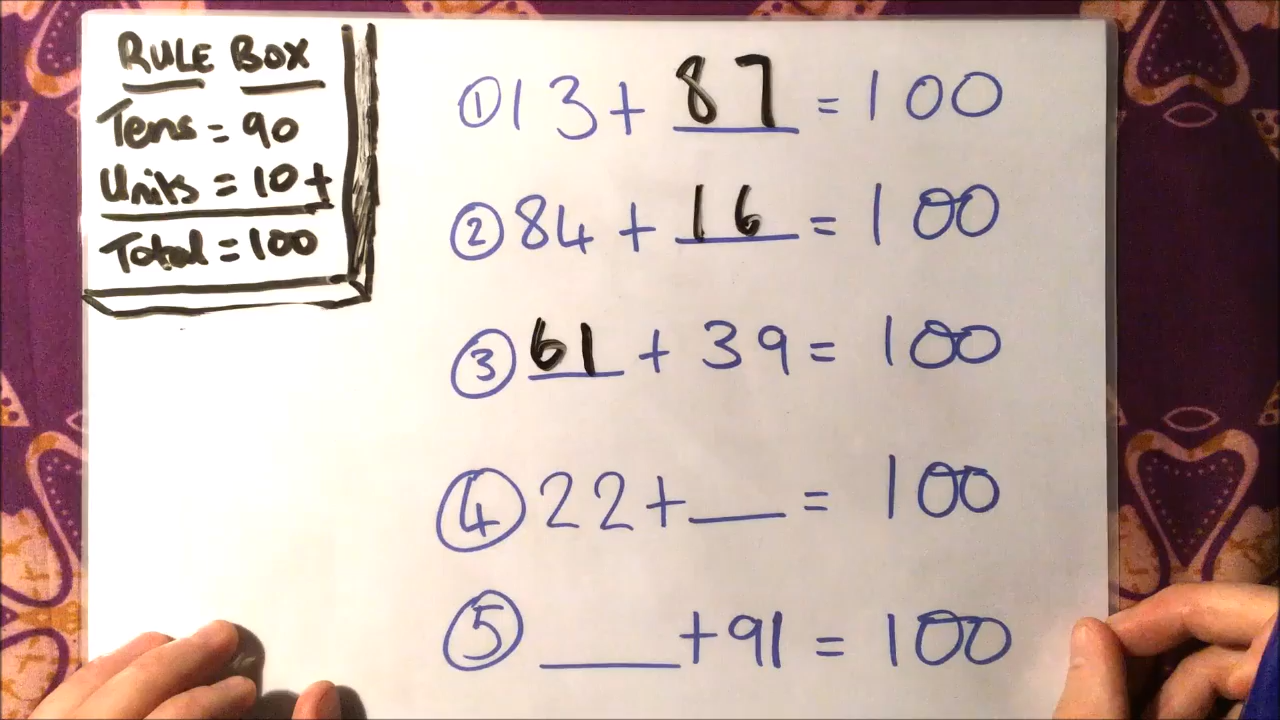 RULE BOX
Tens = 90
Units = 10 +
Total = 100
① 13 + 87 = 100
② 84 + 16 = 100
③ 61 + 39 = 100
④ 22 + __ = 100
⑤ ___ + 91 = 100